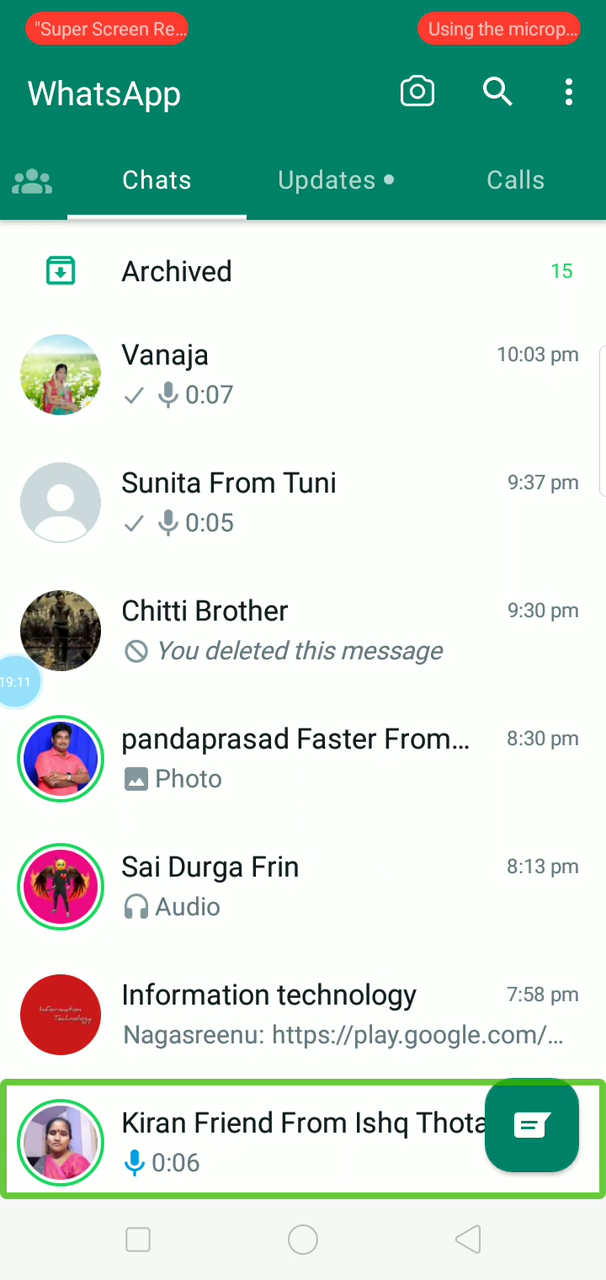 "Super Screen Re...
Using the microp...
WhatsApp
Chats
Updates
Calls
Archived
15
Vanaja
10:03 pm
0:07
Sunita From Tuni
9:37 pm
0:05
Chitti Brother
9:30 pm
You deleted this message
19:11
pandaprasad Faster From...
8:30 pm
Photo
Sai Durga Frin
8:13 pm
Audio
Information Technology
Information technology
7:58 pm
Nagasreenu: https://play.google.com/...
Kiran Friend From Ishq Thota
0:06